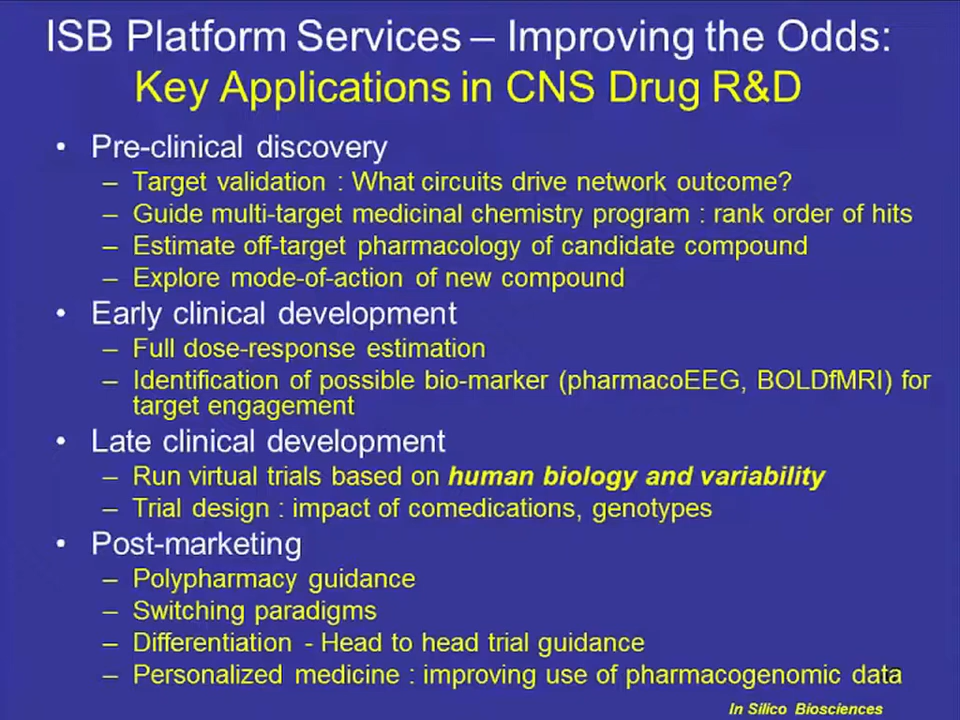 ISB Platform Services – Improving the Odds:
Key Applications in CNS Drug R&D
• Pre-clinical discovery
– Target validation : What circuits drive network outcome?
– Guide multi-target medicinal chemistry program : rank order of hits
– Estimate off-target pharmacology of candidate compound
– Explore mode-of-action of new compound
• Early clinical development
– Full dose-response estimation
– Identification of possible bio-marker (pharmacoEEG, BOLDfMRI) for
target engagement
• Late clinical development
– Run virtual trials based on human biology and variability
– Trial design : impact of comedications, genotypes
• Post-marketing
– Polypharmacy guidance
– Switching paradigms
– Differentiation - Head to head trial guidance
– Personalized medicine : improving use of pharmacogenomic data
In Silico Biosciences